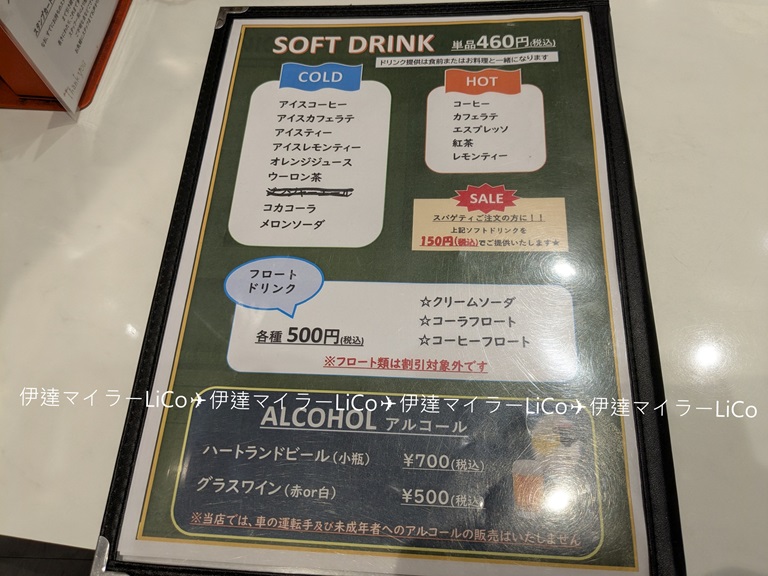 SOFT DRINK 単品460円(税込)
ドリンク提供は食前またはお料理と一緒になります
COLD
アイスコーヒー
アイスカフェラテ
アイスティー
アイスレモンティー
オレンジジュース
ウーロン茶
コカコーラ
メロンソーダ
HOT
コーヒー
カフェラテ
エスプレッソ
紅茶
レモンティー
SALE
スパゲティご注文の方に！！
上記ソフトドリンクを
150円(税込)でご提供いたします★
フロート
ドリンク
各種 500円(税込)
☆クリームソーダ
☆コーラフロート
☆コーヒーフロート
※フロート類は割引対象外です
伊達マイラーLiCo✈伊達マイラーLiCo✈伊達マイラーLiCo✈伊達マイラーLiCo
ALCOHOL アルコール
ハートランドビール(小瓶) ¥700(税込)
グラスワイン(赤or白) ¥500(税込)
※当店では、車の運転手及び未成年者へのアルコールの販売はいたしません